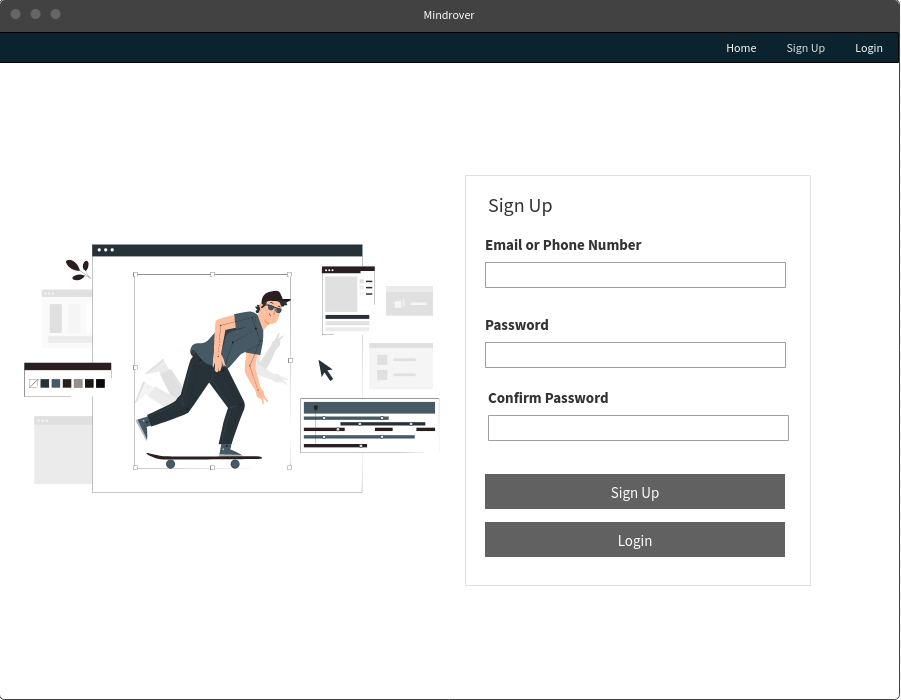 Mindrover
Home Sign Up Login
Sign Up
Email or Phone Number
Password
Confirm Password
Sign Up
Login